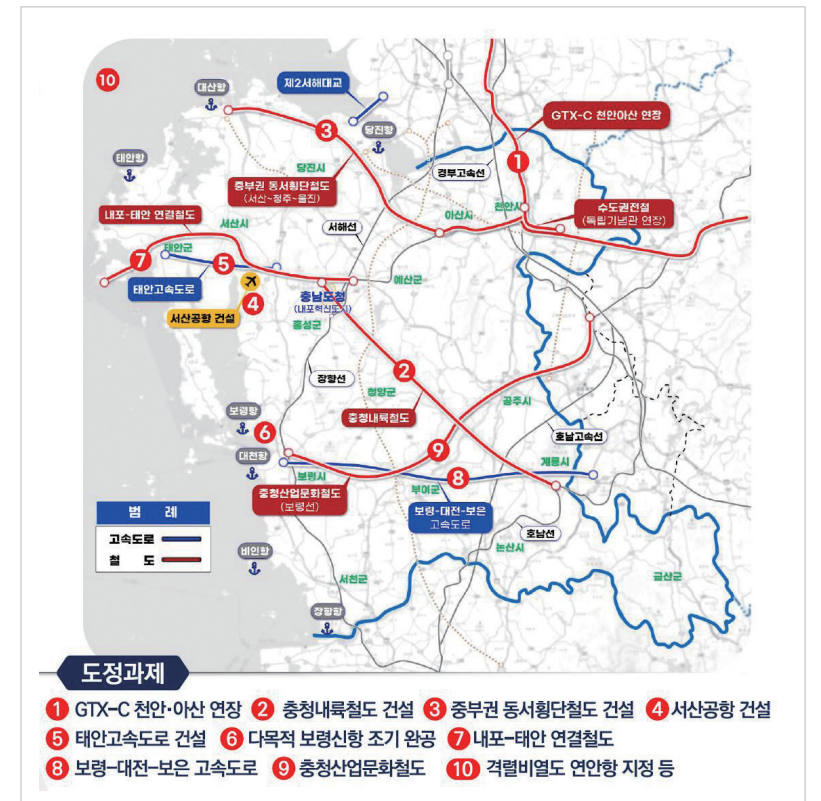 10
대산항
제2서해대교
GTX-C 천안아산 연장
3
당진항
태안항
당진시
1
중부권 동서횡단철도
(서산~청주~울진)
경부고속선
내포-태안 연결철도
서산시
서해선
아산시
천안시
수도권전철
(독립기념관 연장)
태안군
7
5
예산군
태안고속도로
4
충남도청
(내포혁신도시)
서산공항 건설
홍성군
장항선
2
청양군
공주시
보령항
6
충청내륙철도
호남고속선
대천항
9
계룡시
보령시
8
충청산업문화철도
(보령선)
부여군
보령-대전-보은
고속도로
범 례
고속도로
철 도
호남선
논산시
비인항
서천군
금산군
장항항
도정과제
1 GTX-C 천안·아산 연장 2 충청내륙철도 건설 3 중부권 동서횡단철도 건설 4 서산공항 건설
5 태안고속도로 건설 6 다목적 보령신항 조기 완공 7 내포-태안 연결철도
8 보령-대전-보은 고속도로 9 충청산업문화철도 10 격렬비열도 연안항 지정 등